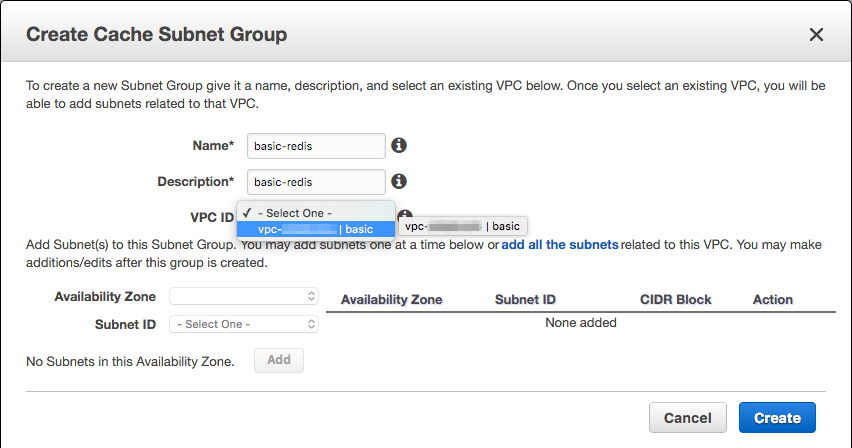 Create Cache Subnet Group
To create a new Subnet Group give it a name, description, and select an existing VPC below. Once you select an existing VPC, you will be
able to add subnets related to that VPC.
Name* basic-redis
Description* basic-redis
VPC ID ✓ - Select One -
vpc- | basic vpc- | basic
Add Subnet(s) to this Subnet Group. You may add subnets one at a time below or add all the subnets related to this VPC. You may make
additions/edits after this group is created.
Availability Zone Availability Zone Subnet ID CIDR Block Action
Subnet ID - Select One - None added
No Subnets in this Availability Zone. Add
Cancel Create